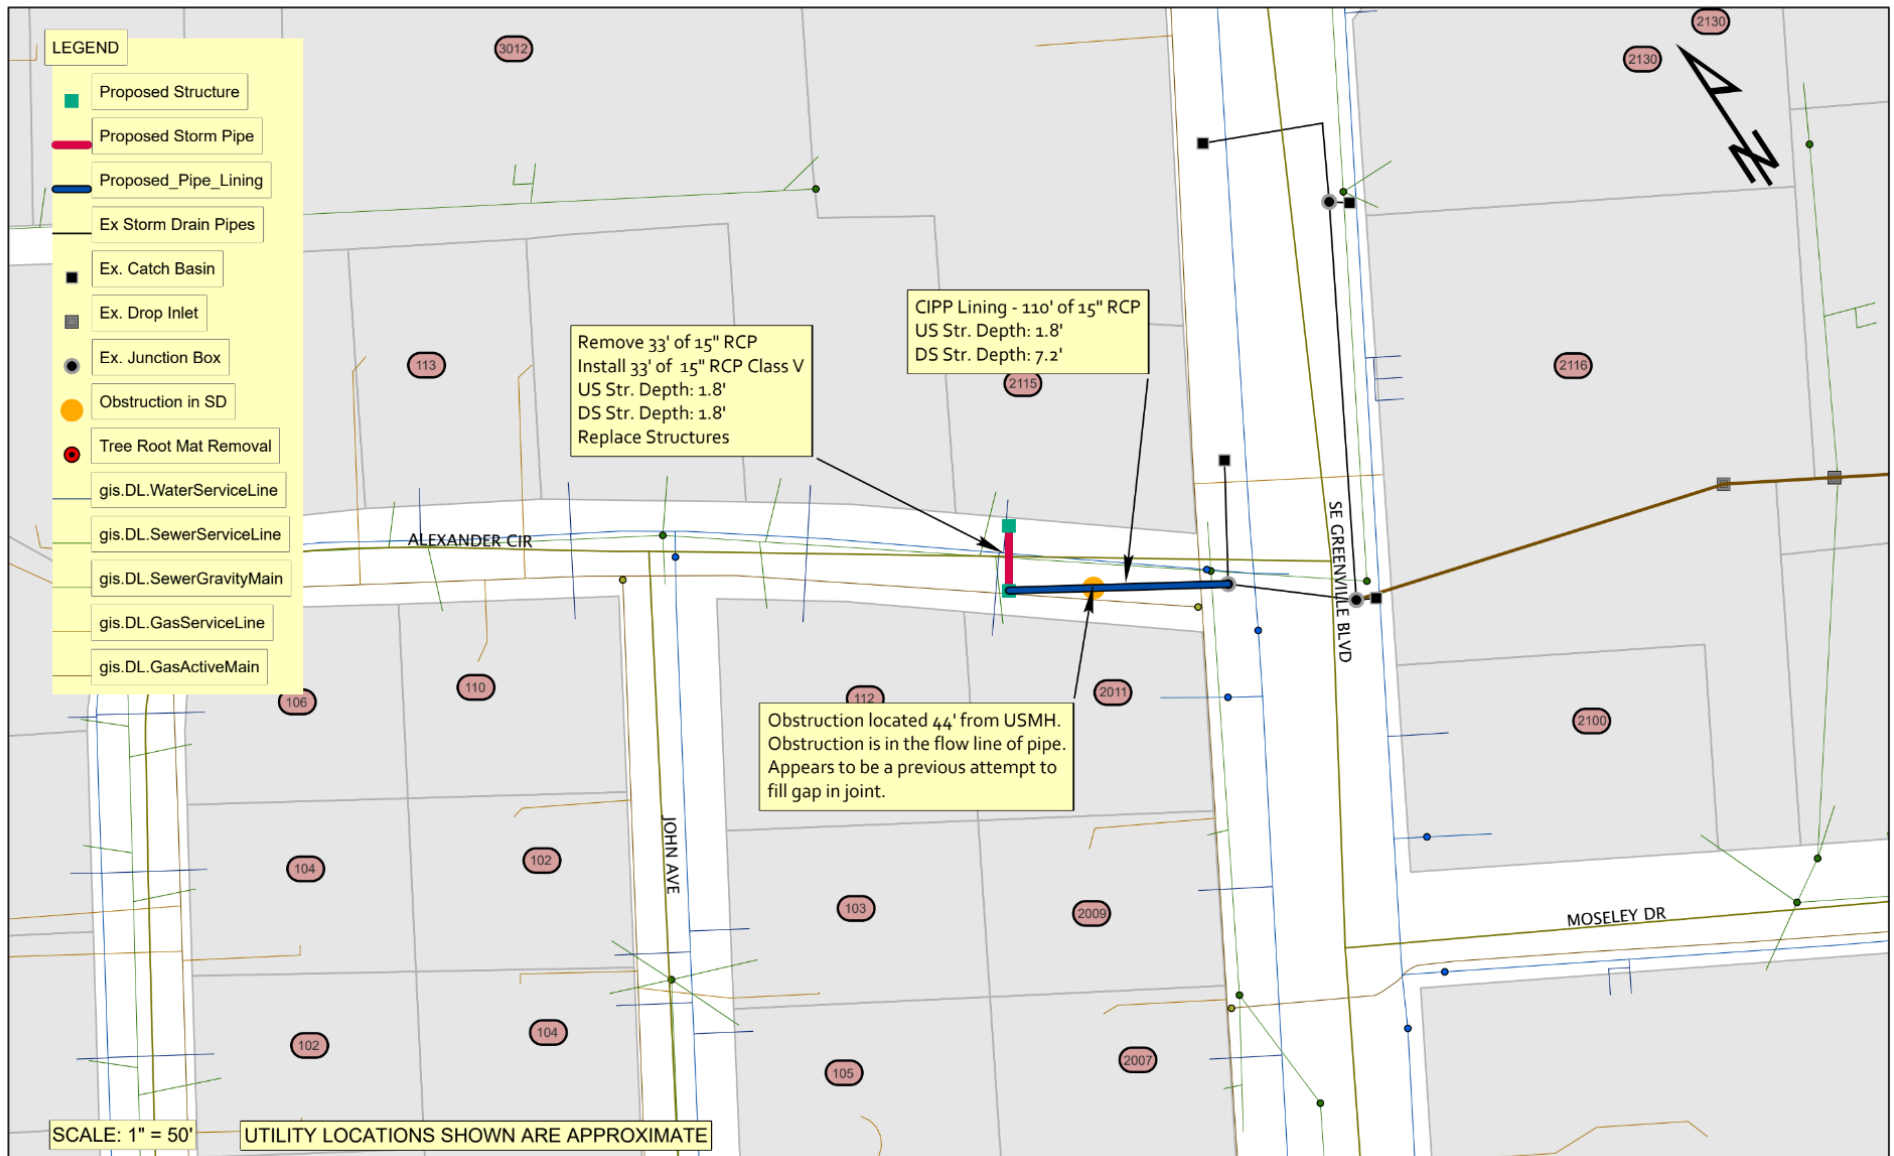 LEGEND
Proposed Structure
Proposed Storm Pipe
Proposed_Pipe_Lining
Ex Storm Drain Pipes
Ex. Catch Basin
Ex. Drop Inlet
Ex. Junction Box
Obstruction in SD
Tree Root Mat Removal
gis.DL.WaterServiceLine
gis.DL.SewerServiceLine
gis.DL.SewerGravityMain
gis.DL.GasServiceLine
gis.DL.GasActiveMain
3012
2130
2130
N
113
Remove 33' of 15" RCP
Install 33' of 15" RCP Class V
US Str. Depth: 1.8'
DS Str. Depth: 1.8'
Replace Structures
CIPP Lining - 110' of 15" RCP
US Str. Depth: 1.8'
DS Str. Depth: 7.2'
2115
2116
ALEXANDER CIR
SE GREENVILLE BLVD
106
110
112
2011
2100
Obstruction located 44' from USMH.
Obstruction is in the flow line of pipe.
Appears to be a previous attempt to
fill gap in joint.
JOHN AVE
104
102
103
2009
MOSELEY DR
102
104
105
2007
SCALE: 1" = 50'
UTILITY LOCATIONS SHOWN ARE APPROXIMATE